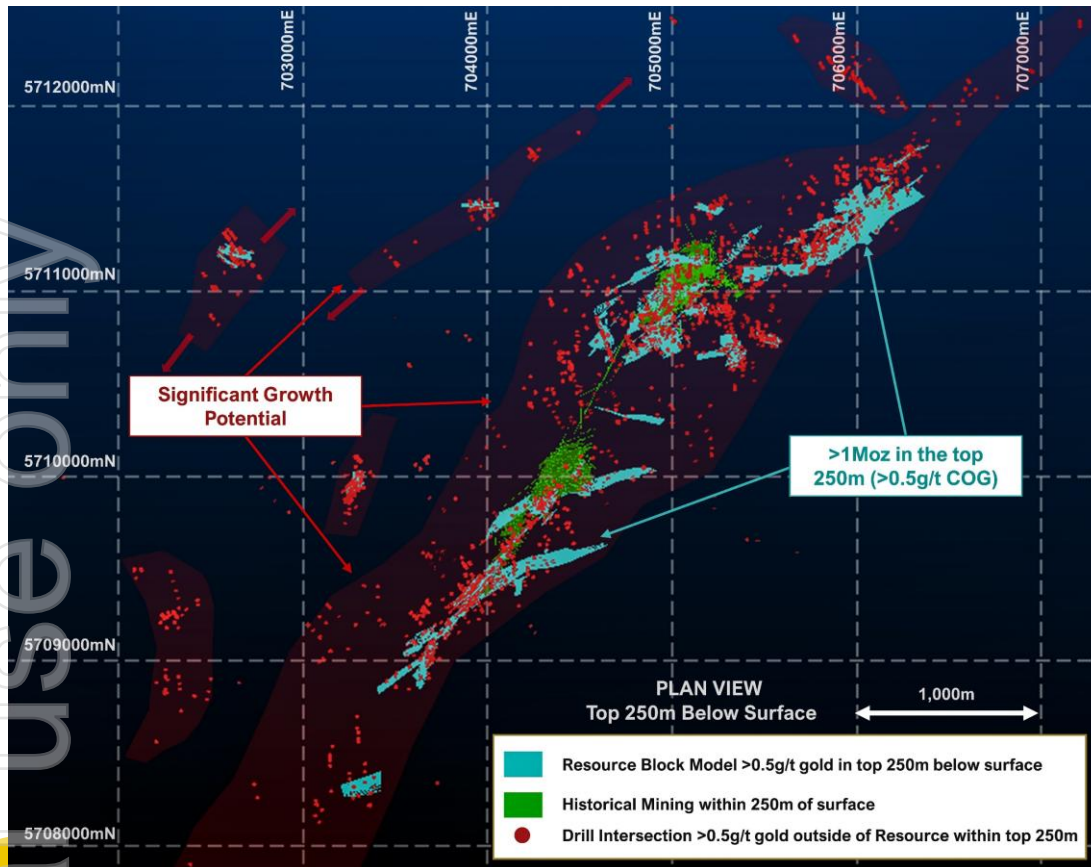 703000mE
704000mE
705000mE
706000mE
707000mE
5712000mN
5711000mN
5710000mN
5709000mN
5708000mN
Significant Growth
Potential
>1Moz in the top
250m (>0.5g/t COG)
PLAN VIEW
Top 250m Below Surface
1,000m
Resource Block Model >0.5g/t gold in top 250m below surface
Historical Mining within 250m of surface
Drill Intersection >0.5g/t gold outside of Resource within top 250m
use only